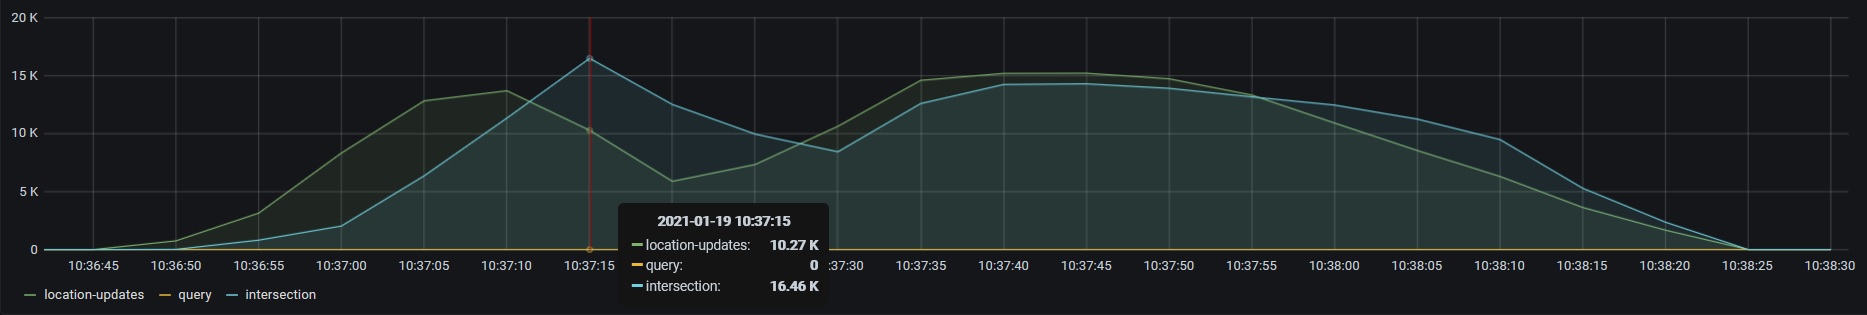 20 K
15 K
10 K
5 K
0
2021-01-19 10:37:15
location-updates: 10.27 K
query: 0
intersection: 16.46 K
10:36:45 10:36:50 10:36:55 10:37:00 10:37:05 10:37:10 10:37:15 :37:30 10:37:35 10:37:40 10:37:45 10:37:50 10:37:55 10:38:00 10:38:05 10:38:10 10:38:15 10:38:20 10:38:25 10:38:30
location-updates query intersection